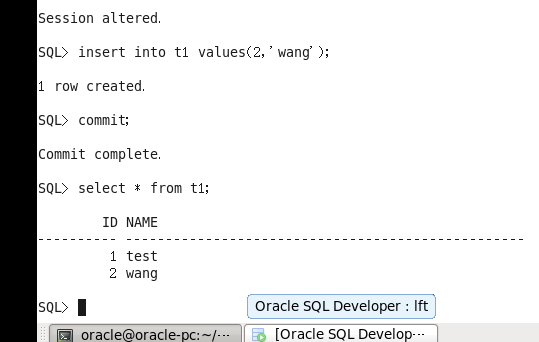 Session altered.
SQL> insert into t1 values(2,'wang');
1 row created.
SQL> commit;
Commit complete.
SQL> select * from t1;
ID NAME
---------- --------------------------------------------------
1 test
2 wang
SQL>
Oracle SQL Developer : lft
oracle@oracle-pc:~/···
[Oracle SQL Develop···